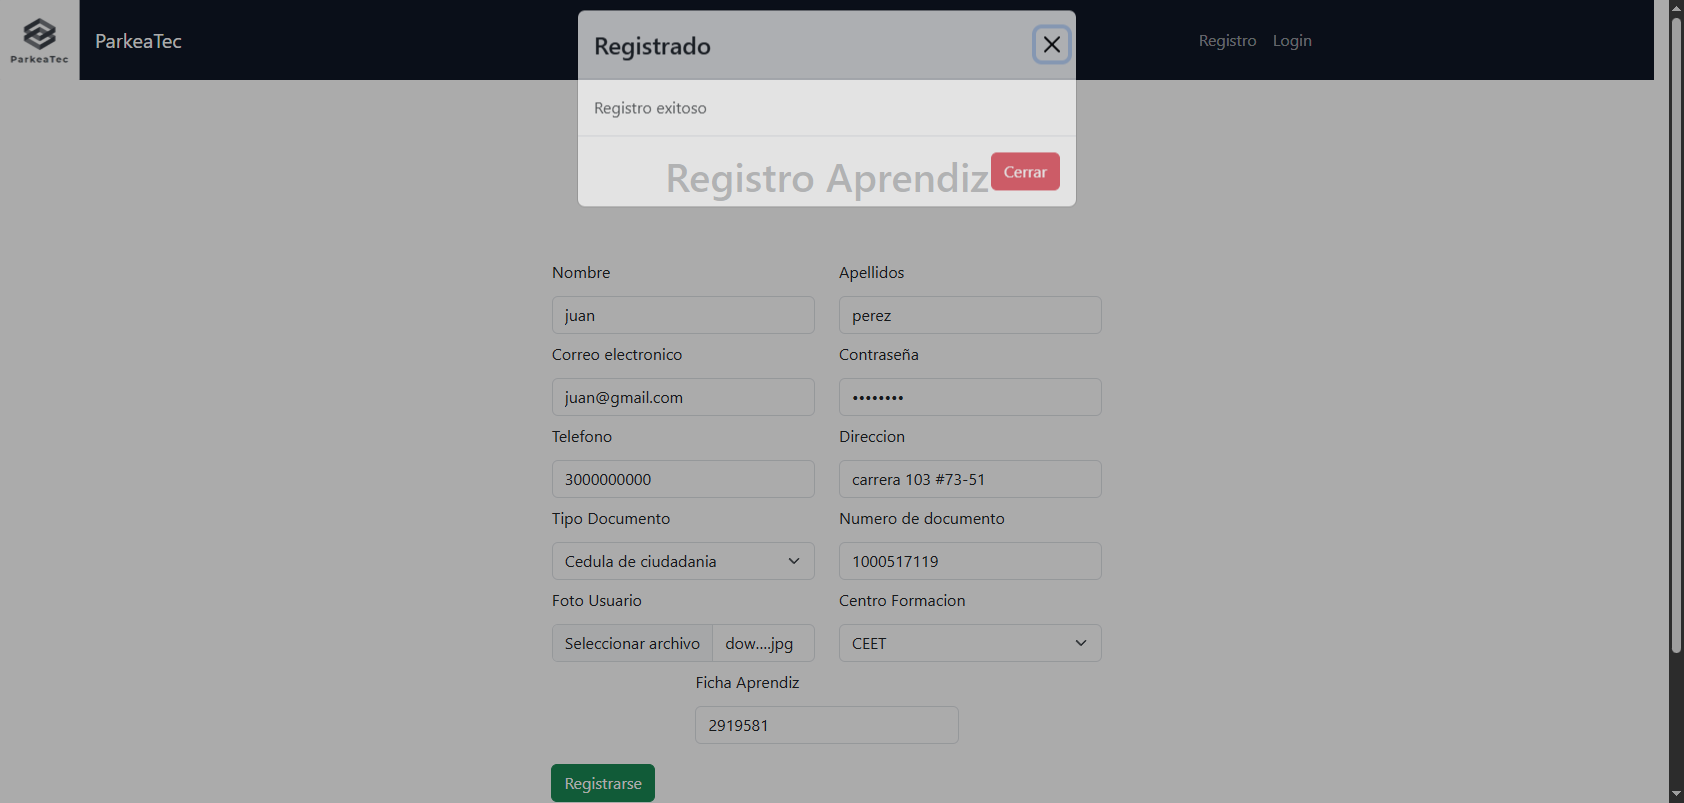 ParkeaTec
ParkeaTec
Registro Login
Registrado
Registro exitoso
Cerrar
Registro Aprendiz
Nombre
Apellidos
juan
perez
Correo electronico
Contraseña
juan@gmail.com
••••••••
Telefono
Direccion
3000000000
carrera 103 #73-51
Tipo Documento
Numero de documento
Cedula de ciudadania
1000517119
Foto Usuario
Centro Formacion
Seleccionar archivo dow....jpg
CEET
Ficha Aprendiz
2919581
Registrarse